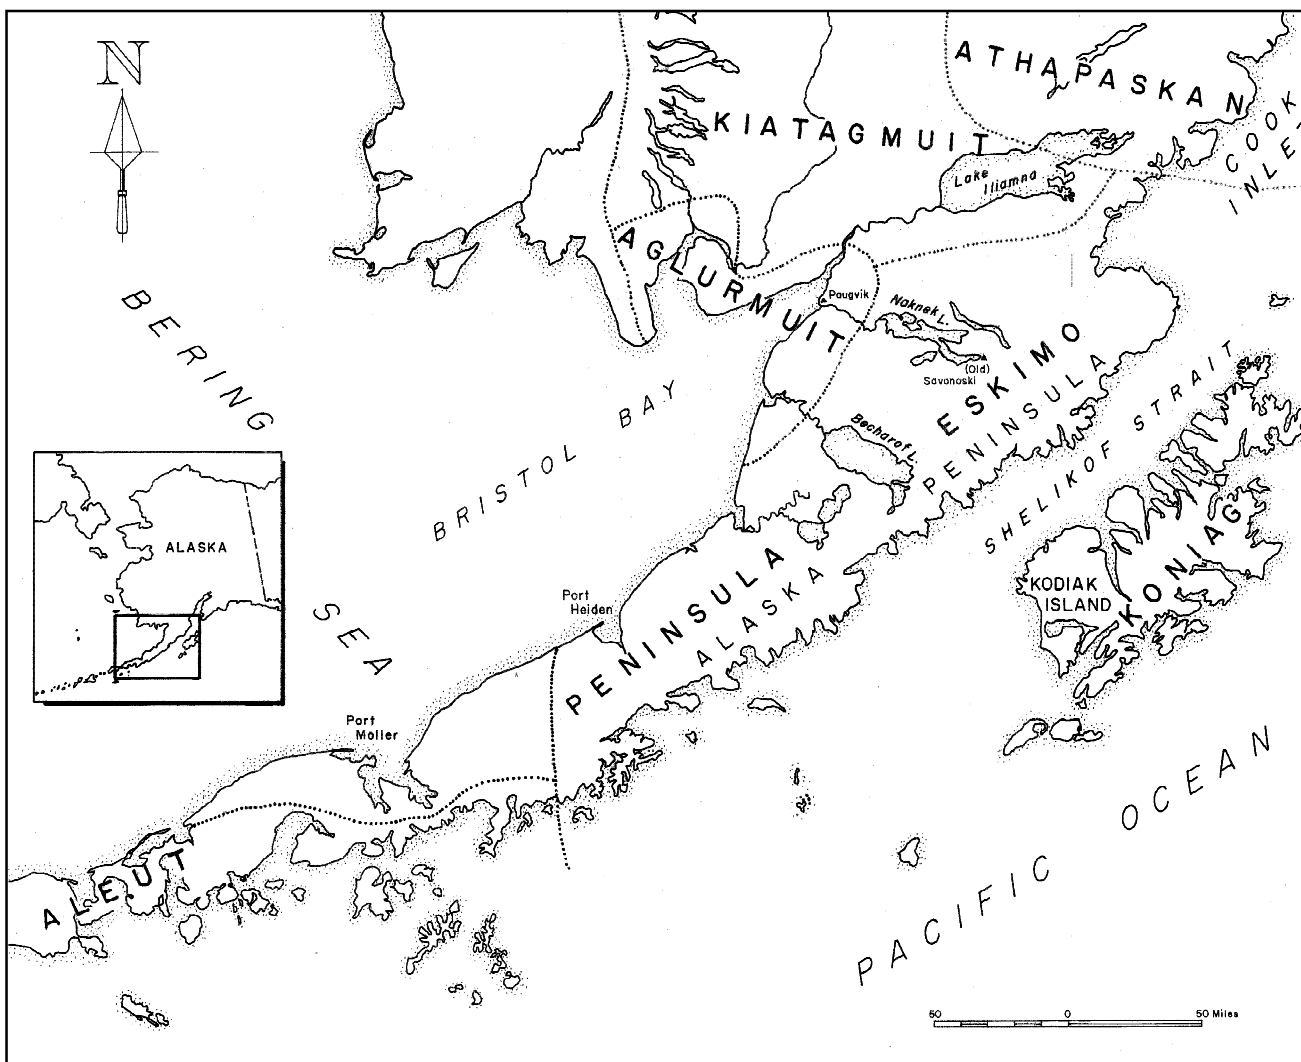 N
ATHAPASKAN
KIATAGMUIT
COOK
INLET
Lake
Iliamna
AGLURMUIT
Paugvik
Naknek L.
(Old)
Savonoski
BERING
SEA
BRISTOL BAY
ESKIMO
PENINSULA
Becharof L.
SHELIKOF STRAIT
ALASKA
PENINSULA
ALASKA
KONIAG
KODIAK
ISLAND
Port
Heiden
Port
Moller
ALEUT
PACIFIC OCEAN
50 0 50 Miles